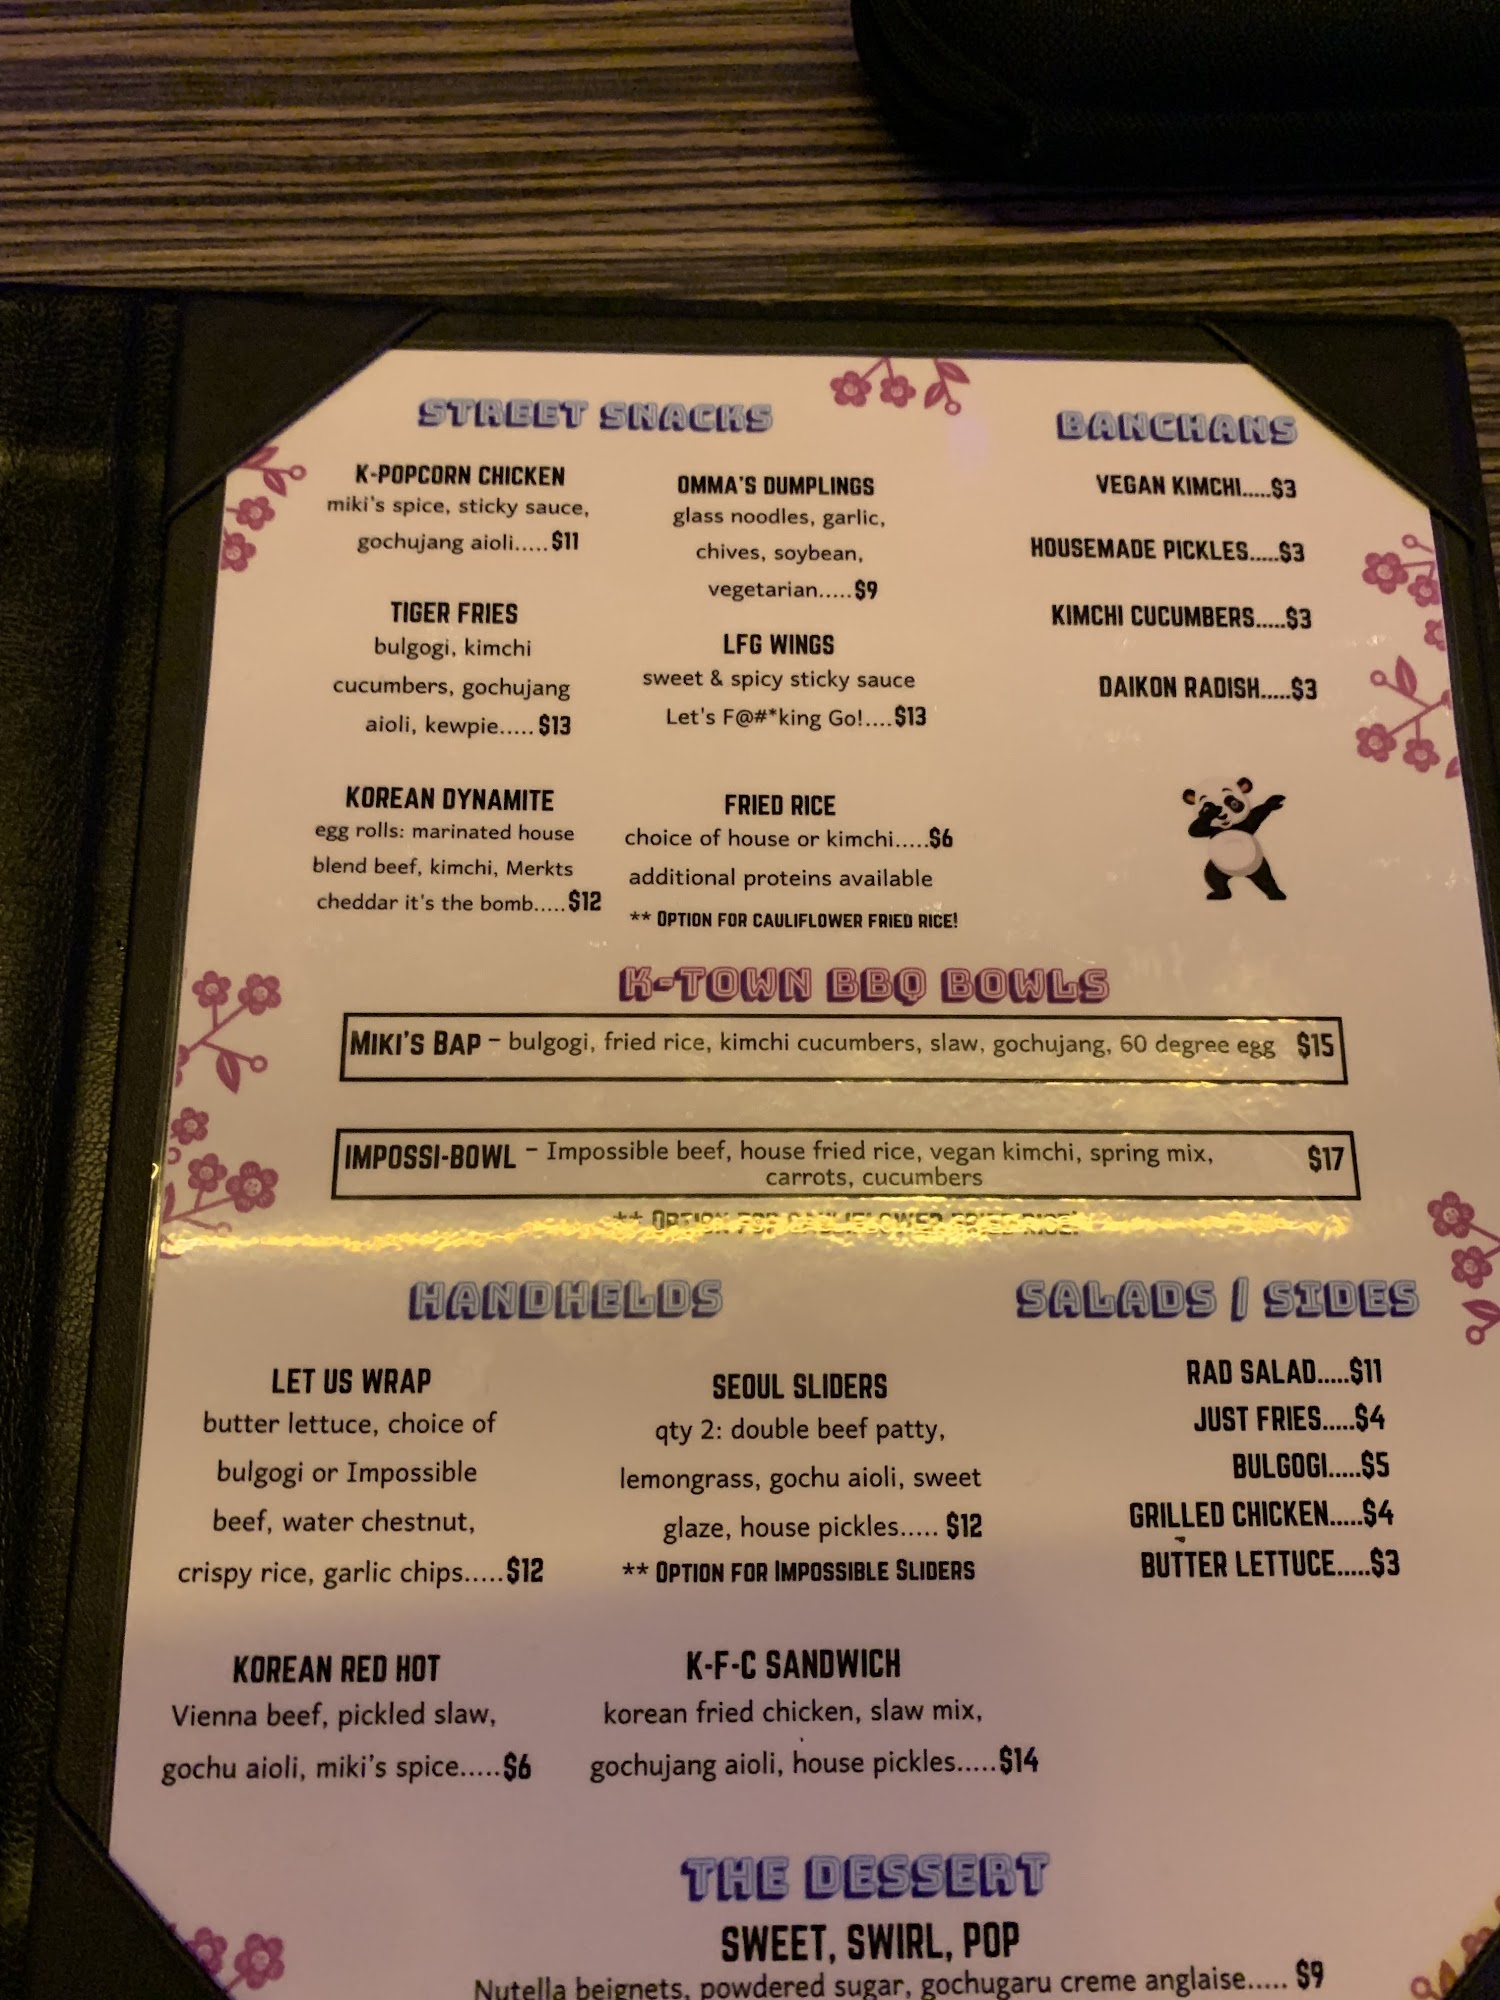 STREET SNACKS
K-POPCORN CHICKEN
miki's spice, sticky sauce,
gochujang aioli.....$11
TIGER FRIES
bulgogi, kimchi
cucumbers, gochujang
aioli, kewpie.....$13
KOREAN DYNAMITE
egg rolls: marinated house
blend beef, kimchi, Merkts
cheddar it's the bomb.....$12
OMMA'S DUMPLINGS
glass noodles, garlic,
chives, soybean,
vegetarian.....$9
LFG WINGS
sweet & spicy sticky sauce
Let's F@#*king Go!....$13
FRIED RICE
choice of house or kimchi.....$6
additional proteins available
** OPTION FOR CAULIFLOWER FRIED RICE!
BANCHANS
VEGAN KIMCHI.....$3
HOUSEMADE PICKLES.....$3
KIMCHI CUCUMBERS.....$3
DAIKON RADISH.....$3
K-TOWN BBQ BOWLS
MIKI'S BAP - bulgogi, fried rice, kimchi cucumbers, slaw, gochujang, 60 degree egg $15
IMPOSSI-BOWL - Impossible beef, house fried rice, vegan kimchi, spring mix, $17
carrots, cucumbers
** OPTION FOR CAULIFLOWER FRIED RICE!
HANDHELDS
LET US WRAP
butter lettuce, choice of
bulgogi or Impossible
beef, water chestnut,
crispy rice, garlic chips.....$12
KOREAN RED HOT
Vienna beef, pickled slaw,
gochu aioli, miki's spice.....$6
SEOUL SLIDERS
qty 2: double beef patty,
lemongrass, gochu aioli, sweet
glaze, house pickles..... $12
** OPTION FOR IMPOSSIBLE SLIDERS
K-F-C SANDWICH
korean fried chicken, slaw mix,
gochujang aioli, house pickles.....$14
SALADS / SIDES
RAD SALAD.....$11
JUST FRIES.....$4
BULGOGI.....$5
GRILLED CHICKEN.....$4
BUTTER LETTUCE.....$3
THE DESSERT
SWEET, SWIRL, POP
Nutella beignets, powdered sugar, gochugaru creme anglaise..... $9